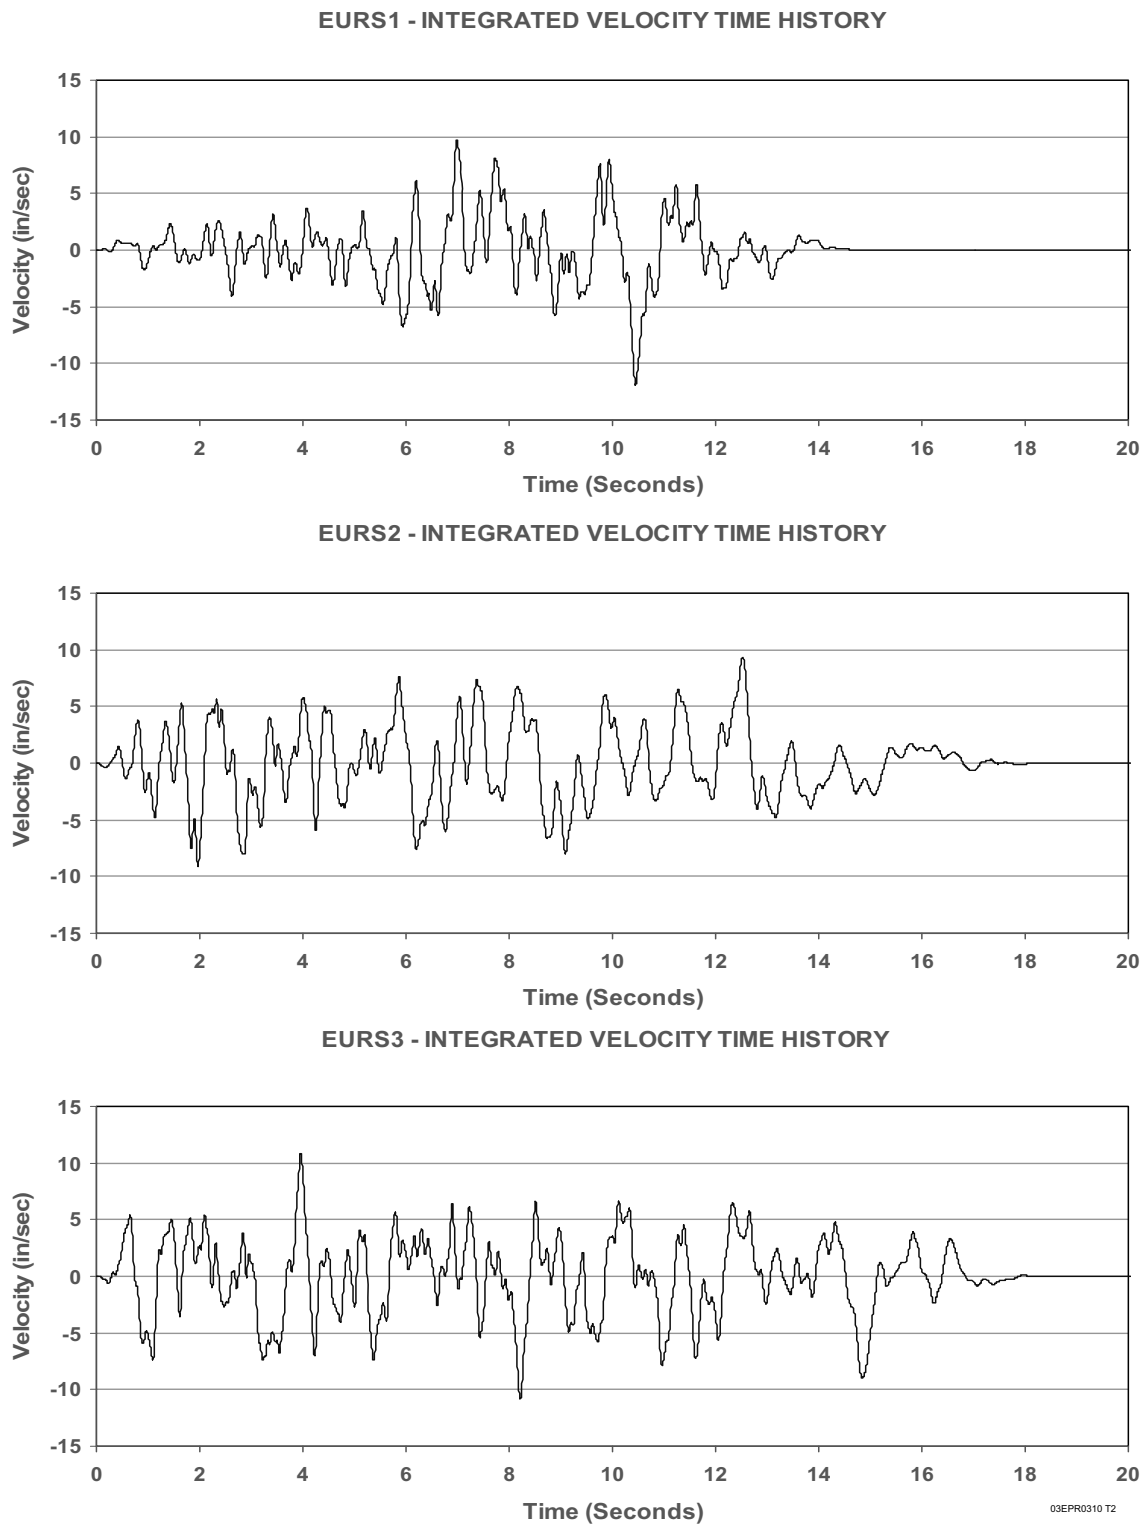 EURS1 - INTEGRATED VELOCITY TIME HISTORY
15
10
5
0
-5
-10
-15
Velocity (in/sec)
0 2 4 6 8 10 12 14 16 18 20
Time (Seconds)
EURS2 - INTEGRATED VELOCITY TIME HISTORY
15
10
5
0
-5
-10
-15
Velocity (in/sec)
0 2 4 6 8 10 12 14 16 18 20
Time (Seconds)
EURS3 - INTEGRATED VELOCITY TIME HISTORY
15
10
5
0
-5
-10
-15
Velocity (in/sec)
0 2 4 6 8 10 12 14 16 18 20
Time (Seconds)
03EPR0310 T2